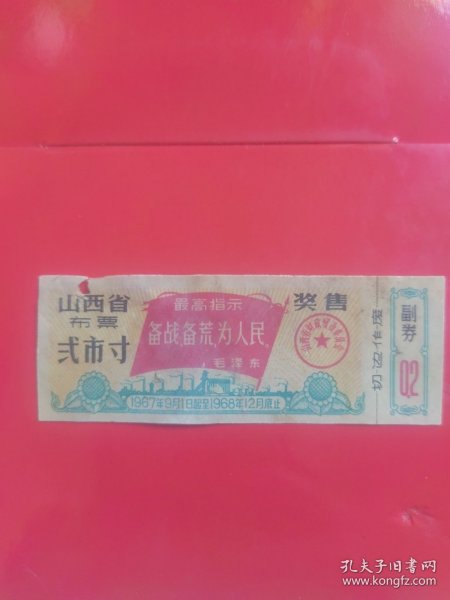 山西省
布票
贰市寸
最高指示
备战备荒为人民
毛泽东
奖售
1967年9月1日起至1968年12月底止
切边作废
副券
02
孔夫子旧书网
www.kongfz.com